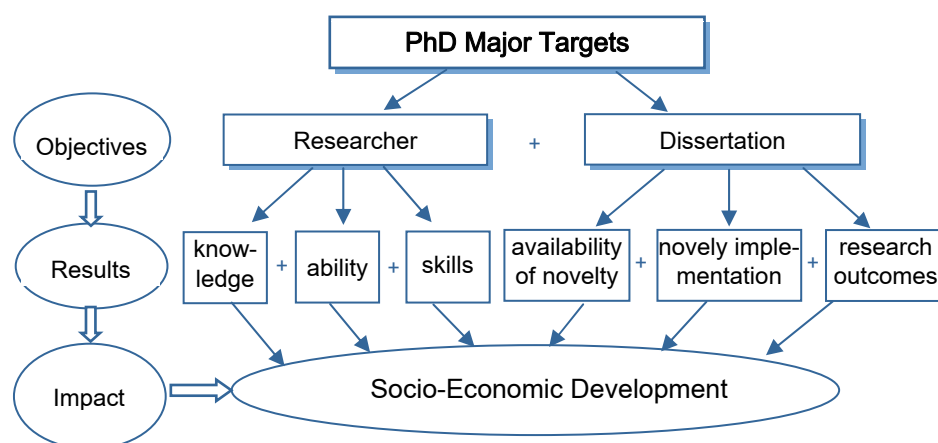 PhD Major Targets
Objectives
Researcher
+
Dissertation
Results
know-
ledge
+
ability
+
skills
availability
of novelty
+
novely imple-
mentation
+
research
outcomes
Impact
Socio-Economic Development